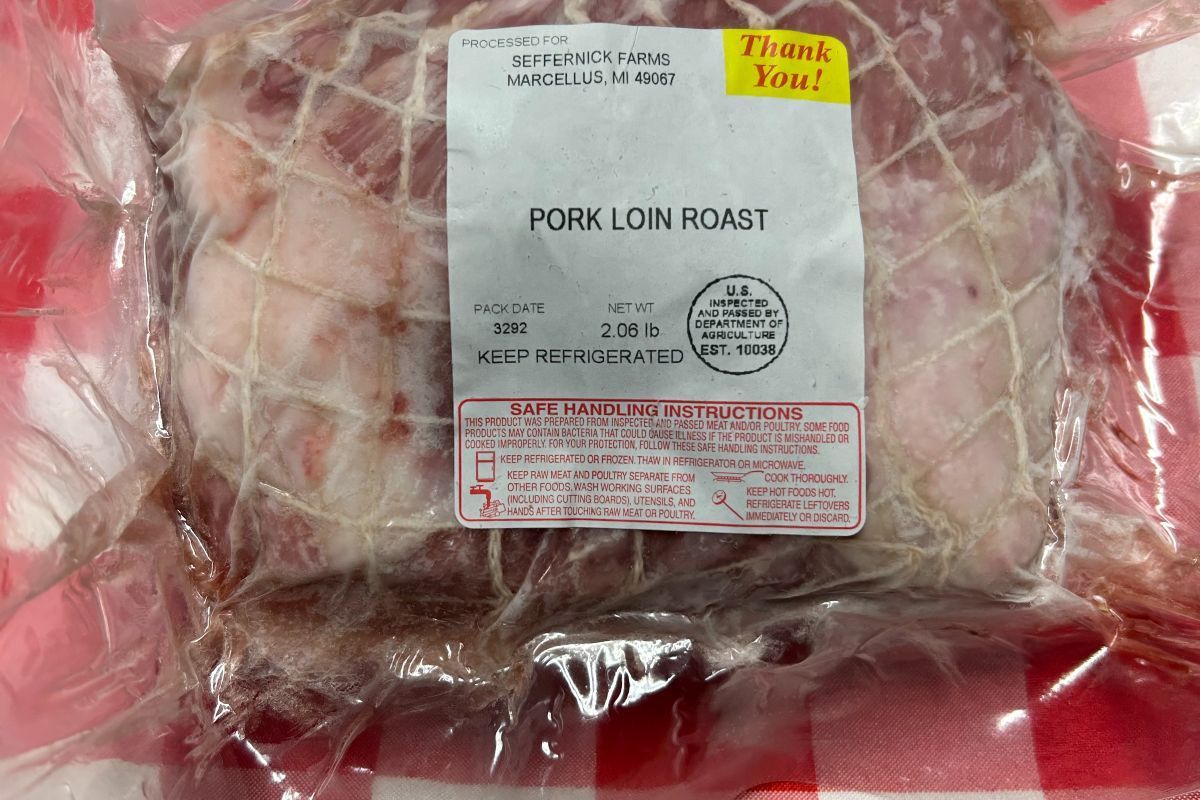 PROCESSED FOR
SEFFERNICK FARMS
MARCELLUS, MI 49067
Thank
You!
PORK LOIN ROAST
PACK DATE
3292
NET WT
2.06 lb
KEEP REFRIGERATED
U.S.
INSPECTED
AND PASSED BY
DEPARTMENT OF
AGRICULTURE
EST. 10038
SAFE HANDLING INSTRUCTIONS
THIS PRODUCT WAS PREPARED FROM INSPECTED AND PASSED MEAT AND/OR POULTRY. SOME FOOD
PRODUCTS MAY CONTAIN BACTERIA THAT COULD CAUSE ILLNESS IF THE PRODUCT IS MISHANDLED OR
COOKED IMPROPERLY. FOR YOUR PROTECTION, FOLLOW THESE SAFE HANDLING INSTRUCTIONS.
KEEP REFRIGERATED OR FROZEN. THAW IN REFRIGERATOR OR MICROWAVE.
KEEP RAW MEAT AND POULTRY SEPARATE FROM
OTHER FOODS. WASH WORKING SURFACES
(INCLUDING CUTTING BOARDS), UTENSILS, AND
HANDS AFTER TOUCHING RAW MEAT OR POULTRY.
COOK THOROUGHLY.
KEEP HOT FOODS HOT.
REFRIGERATE LEFTOVERS
IMMEDIATELY OR DISCARD.